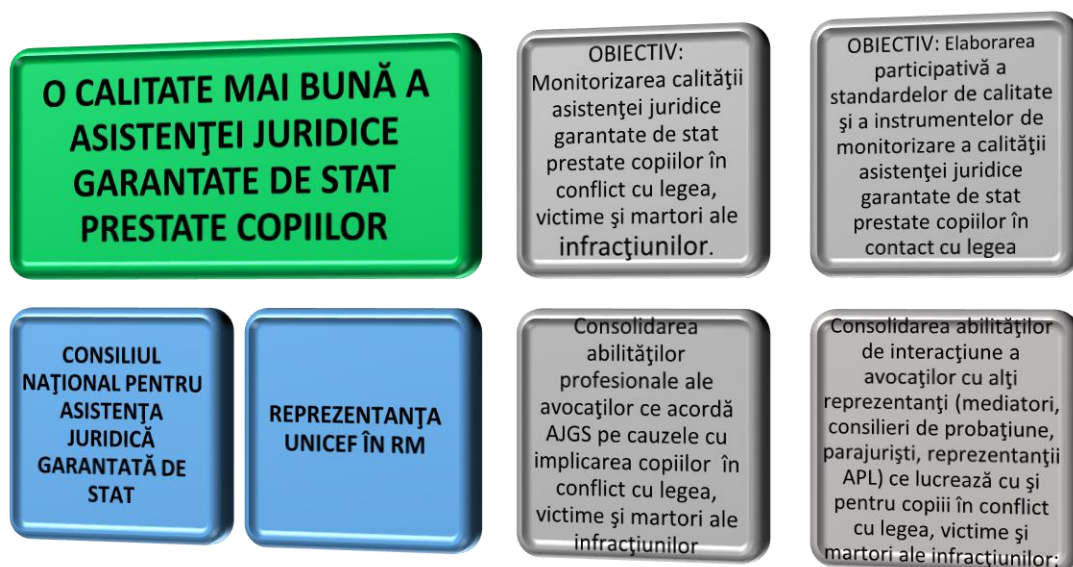 O CALITATE MAI BUNĂ A
ASISTENŢEI JURIDICE
GARANTATE DE STAT
PRESTATE COPIILOR
OBIECTIV:
Monitorizarea calităţii
asistenţei juridice
garantate de stat
prestate copiilor în
conflict cu legea,
victime şi martori ale
infracţiunilor.
OBIECTIV: Elaborarea
participativă a
standardelor de calitate
şi a instrumentelor de
monitorizare a calităţii
asistenţei juridice
garantate de stat
prestate copiilor în
contact cu legea
CONSILIUL
NAŢIONAL PENTRU
ASISTENŢA
JURIDICĂ
GARANTATĂ DE
STAT
REPREZENTANŢA
UNICEF ÎN RM
Consolidarea
abilităţilor
profesionale ale
avocaţilor ce acordă
AJGS pe cauzele cu
implicarea copiilor în
conflict cu legea,
victime şi martori ale
infracţiunilor
Consolidarea abilităţilor
de interacţiune a
avocaţilor cu alţi
reprezentanţi (mediatori,
consilieri de probaţiune,
parajurişti, reprezentanţii
APL) ce lucrează cu şi
pentru copiii în conflict
cu legea, victime şi
martori ale infracţiunilor;